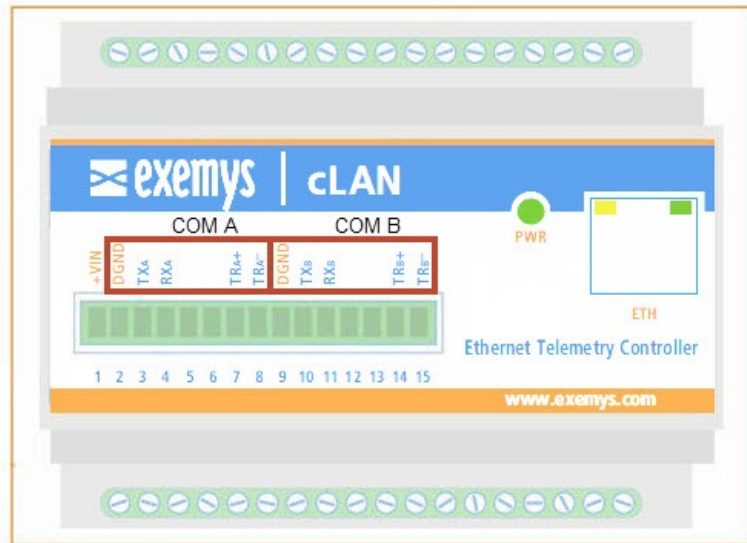 exemys | cLAN
COM A COM B
PWR
+VIN DGND TXA RXA TRA+ TRA− DGND TXB RXB TRB+ TRB−
ETH
Ethernet Telemetry Controller
1 2 3 4 5 6 7 8 9 10 11 12 13 14 15
www.exemys.com